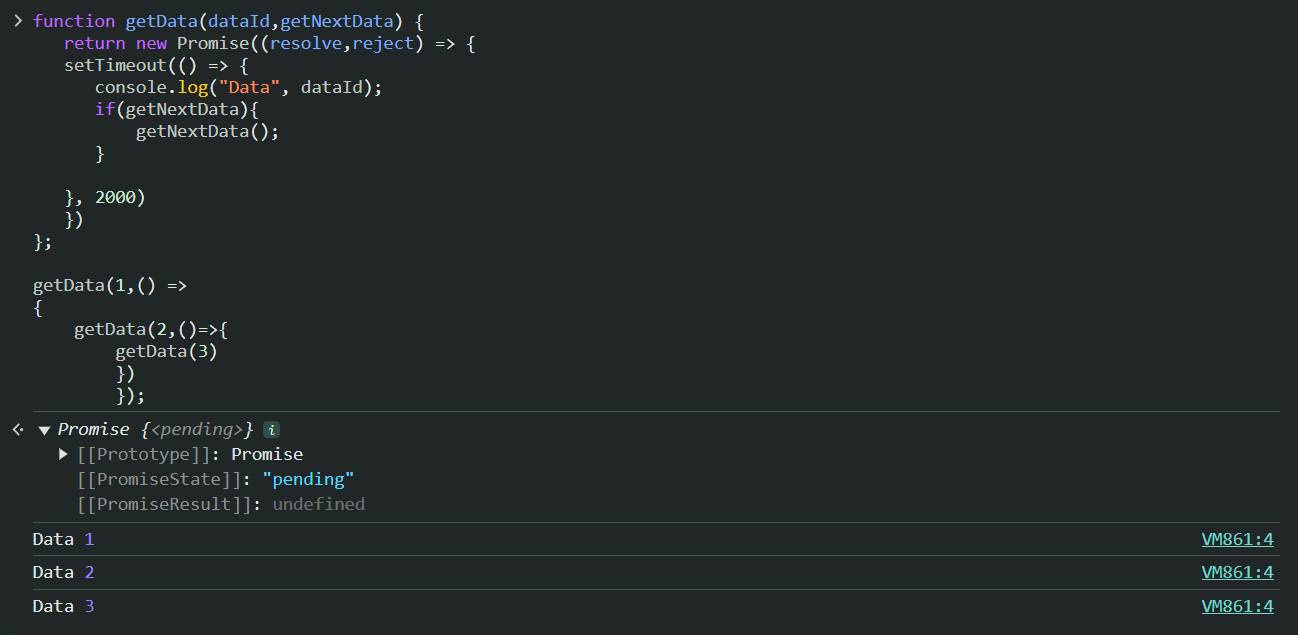 function getData(dataId,getNextData) {
return new Promise((resolve,reject) => {
setTimeout(() => {
console.log("Data", dataId);
if(getNextData){
getNextData();
}
}, 2000)
})
};
getData(1,() =>
{
getData(2,()=>{
getData(3)
})
});
Promise {<pending>} i
[[Prototype]]: Promise
[[PromiseState]]: "pending"
[[PromiseResult]]: undefined
Data 1 VM861:4
Data 2 VM861:4
Data 3 VM861:4